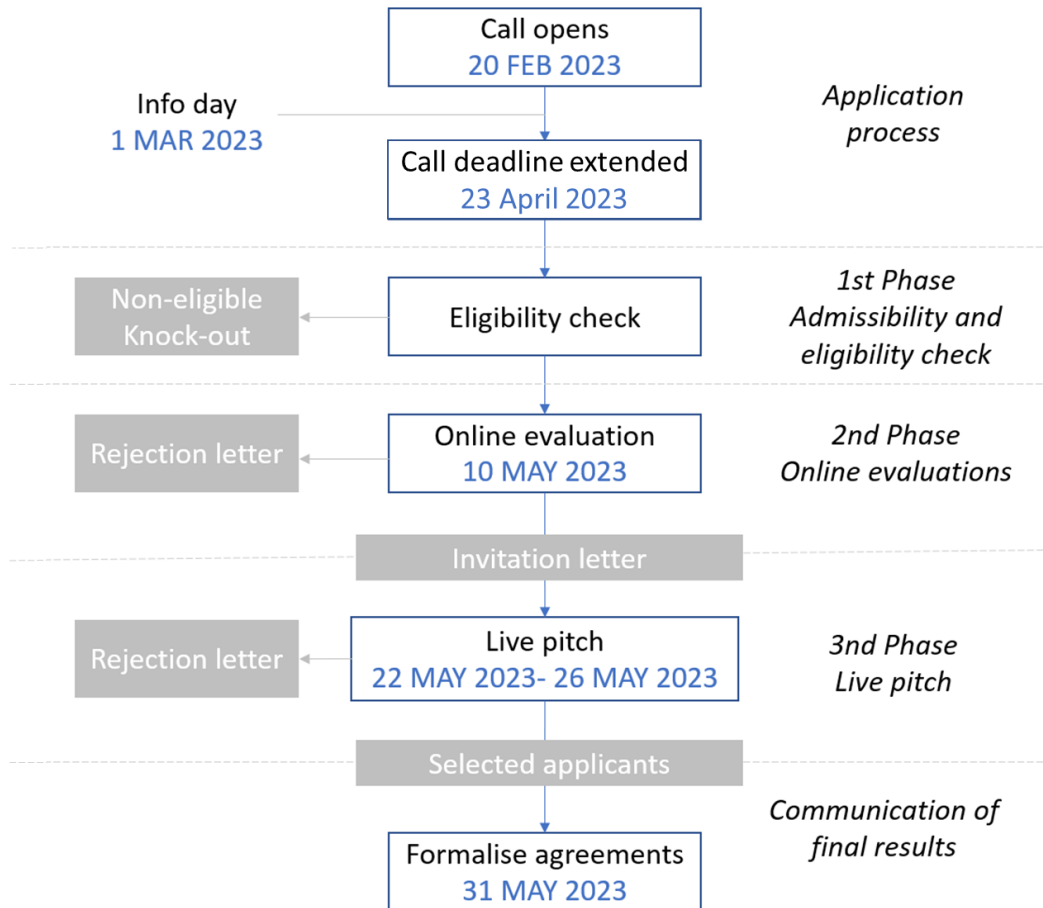 Call opens
20 FEB 2023
Info day
1 MAR 2023
Application
process
Call deadline extended
23 April 2023
Non-eligible
Knock-out
Eligibility check
1st Phase
Admissibility and
eligibility check
Rejection letter
Online evaluation
10 MAY 2023
2nd Phase
Online evaluations
Invitation letter
Rejection letter
Live pitch
22 MAY 2023- 26 MAY 2023
3nd Phase
Live pitch
Selected applicants
Communication of
final results
Formalise agreements
31 MAY 2023